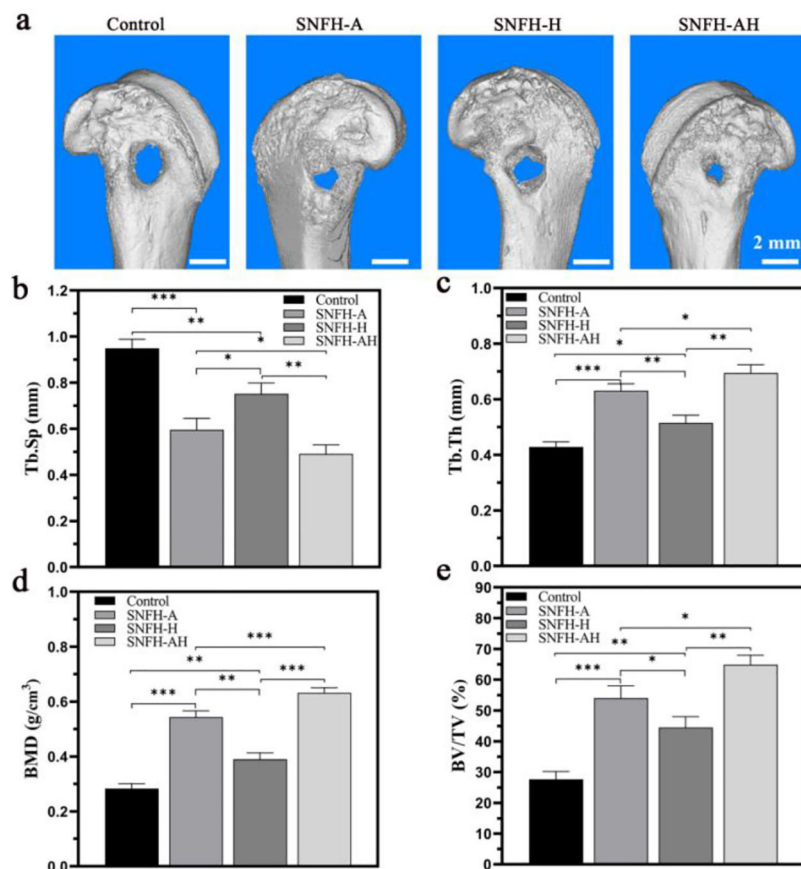 a
Control SNFH-A SNFH-H SNFH-AH
2 mm
b
1.2
1.0
0.8
0.6
0.4
0.2
0.0
Tb.Sp (mm)
Control
SNFH-A
SNFH-H
SNFH-AH
***
**
*
*
**
c
1.0
0.8
0.6
0.4
0.2
0.0
Tb.Th (mm)
Control
SNFH-A
SNFH-H
SNFH-AH
*
*
**
***
**
d
1.0
0.8
0.6
0.4
0.2
0.0
BMD (g/cm³)
Control
SNFH-A
SNFH-H
SNFH-AH
***
**
***
***
**
e
90
80
70
60
50
40
30
20
10
0
BV/TV (%)
Control
SNFH-A
SNFH-H
SNFH-AH
*
**
**
***
*